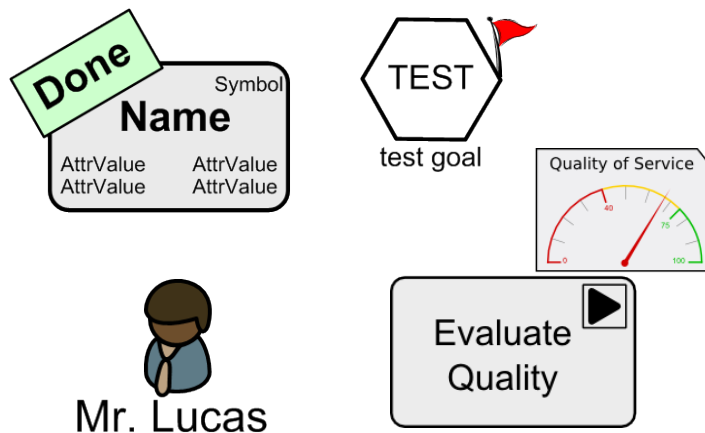 Done
Symbol
Name
AttrValue AttrValue
AttrValue AttrValue
TEST
test goal
Quality of Service
0 40 75 100
Evaluate
Quality
Mr. Lucas